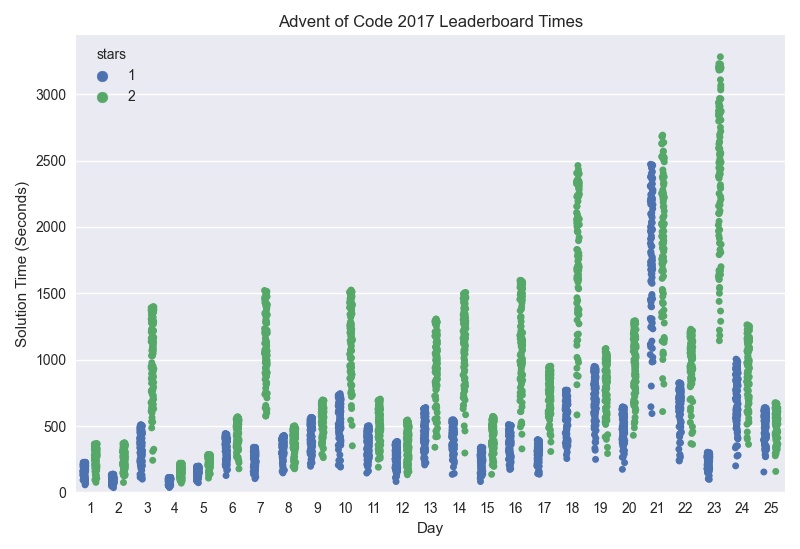 Advent of Code 2017 Leaderboard Times
stars
1
2
3000
2500
2000
1500
1000
500
0
Solution Time (Seconds)
1 2 3 4 5 6 7 8 9 10 11 12 13 14 15 16 17 18 19 20 21 22 23 24 25
Day